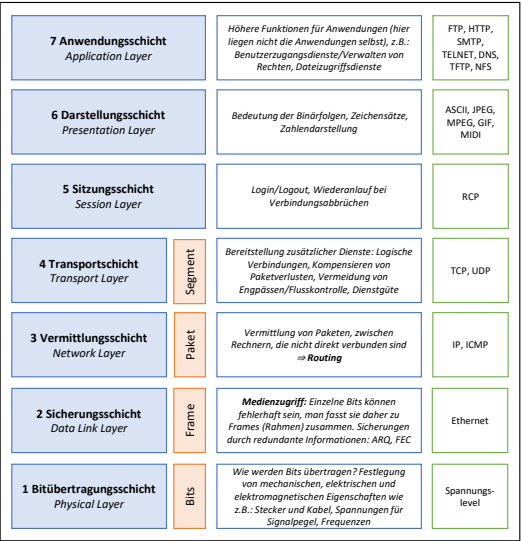 7 Anwendungsschicht
Application Layer
Höhere Funktionen für Anwendungen (hier
liegen nicht die Anwendungen selbst), z.B.:
Benutzerzugangsdienste/Verwalten von
Rechten, Dateizugriffsdienste
FTP, HTTP,
SMTP,
TELNET, DNS,
TFTP, NFS
6 Darstellungsschicht
Presentation Layer
Bedeutung der Binärfolgen, Zeichensätze,
Zahlendarstellung
ASCII, JPEG,
MPEG, GIF,
MIDI
5 Sitzungsschicht
Session Layer
Login/Logout, Wiederanlauf bei
Verbindungsabbrüchen
RCP
4 Transportschicht
Transport Layer
Segment
Bereitstellung zusätzlicher Dienste: Logische
Verbindungen, Kompensieren von
Paketverlusten, Vermeidung von
Engpässen/Flusskontrolle, Dienstgüte
TCP, UDP
3 Vermittlungsschicht
Network Layer
Paket
Vermittlung von Paketen, zwischen
Rechnern, die nicht direkt verbunden sind
⇒ Routing
IP, ICMP
2 Sicherungsschicht
Data Link Layer
Frame
Medienzugriff: Einzelne Bits können
fehlerhaft sein, man fasst sie daher zu
Frames (Rahmen) zusammen. Sicherungen
durch redundante Informationen: ARQ, FEC
Ethernet
1 Bitübertragungsschicht
Physical Layer
Bits
Wie werden Bits übertragen? Festlegung
von mechanischen, elektrischen und
elektromagnetischen Eigenschaften wie
z.B.: Stecker und Kabel, Spannungen für
Signalpegel, Frequenzen
Spannungs-
level